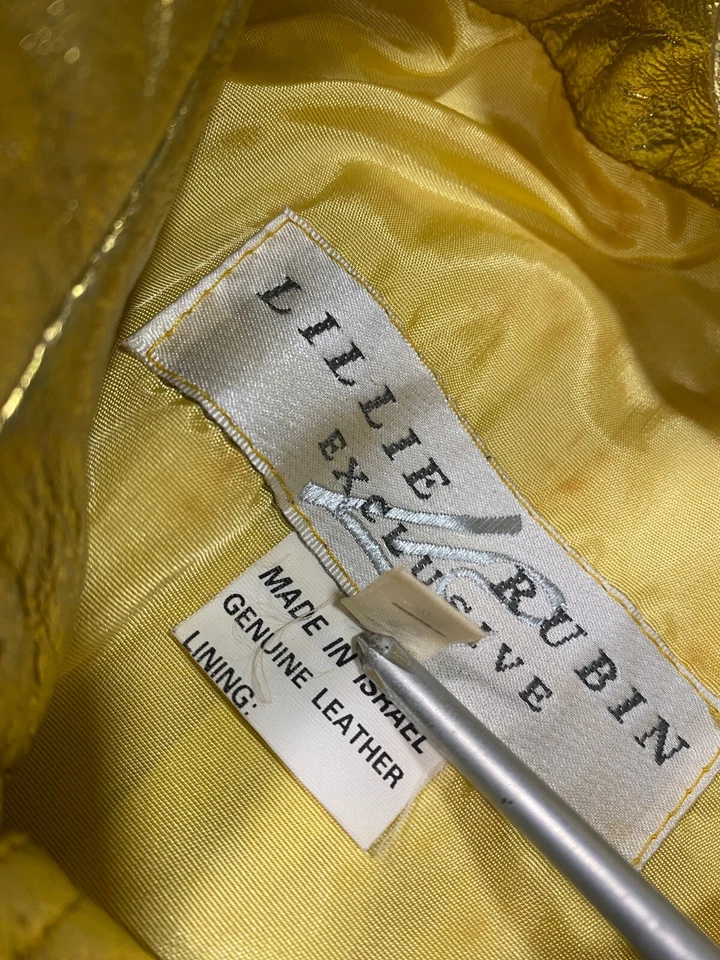 LILLIE RUBIN
EXCLUSIVE
MADE IN ISRAEL
GENUINE LEATHER
LINING: